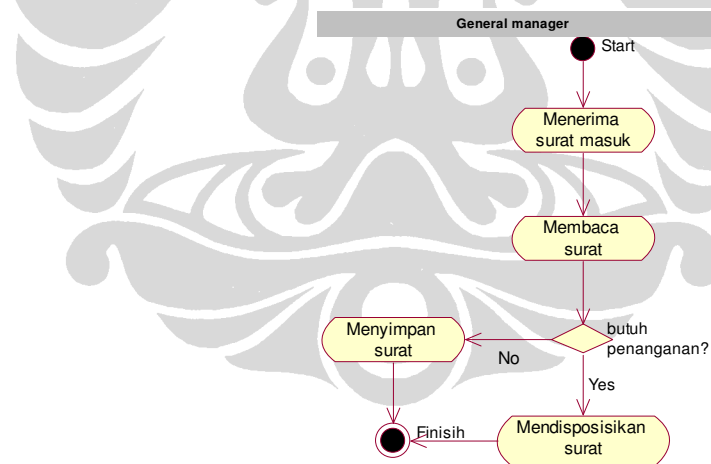 General manager
Start
Menerima
surat masuk
Membaca
surat
butuh
penanganan?
Menyimpan
surat
No
Yes
Mendisposisikan
surat
Finisih